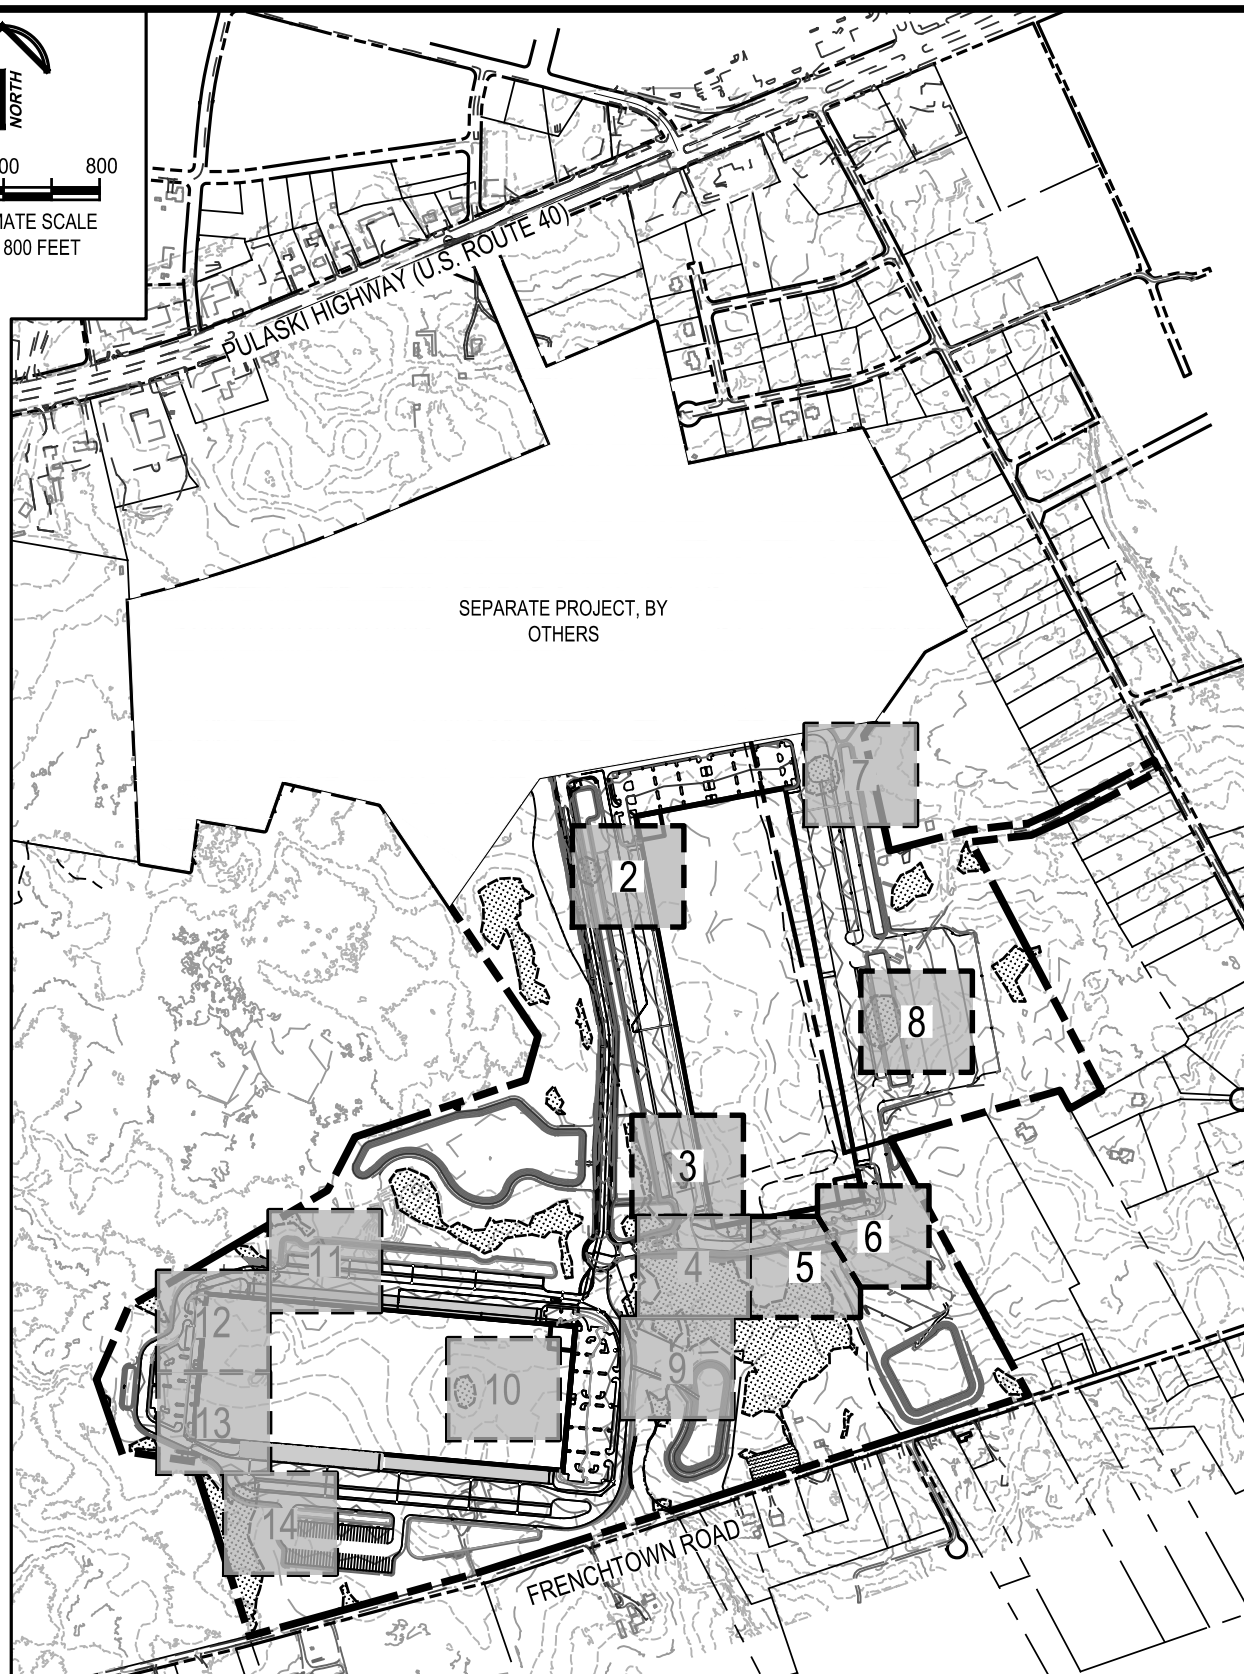 NORTH
00 800
MATE SCALE
800 FEET
PULASKI HIGHWAY (U.S. ROUTE 40)
SEPARATE PROJECT, BY
OTHERS
7
2
8
3
6
11
4
5
12
9
10
13
14
FRENCHTOWN ROAD